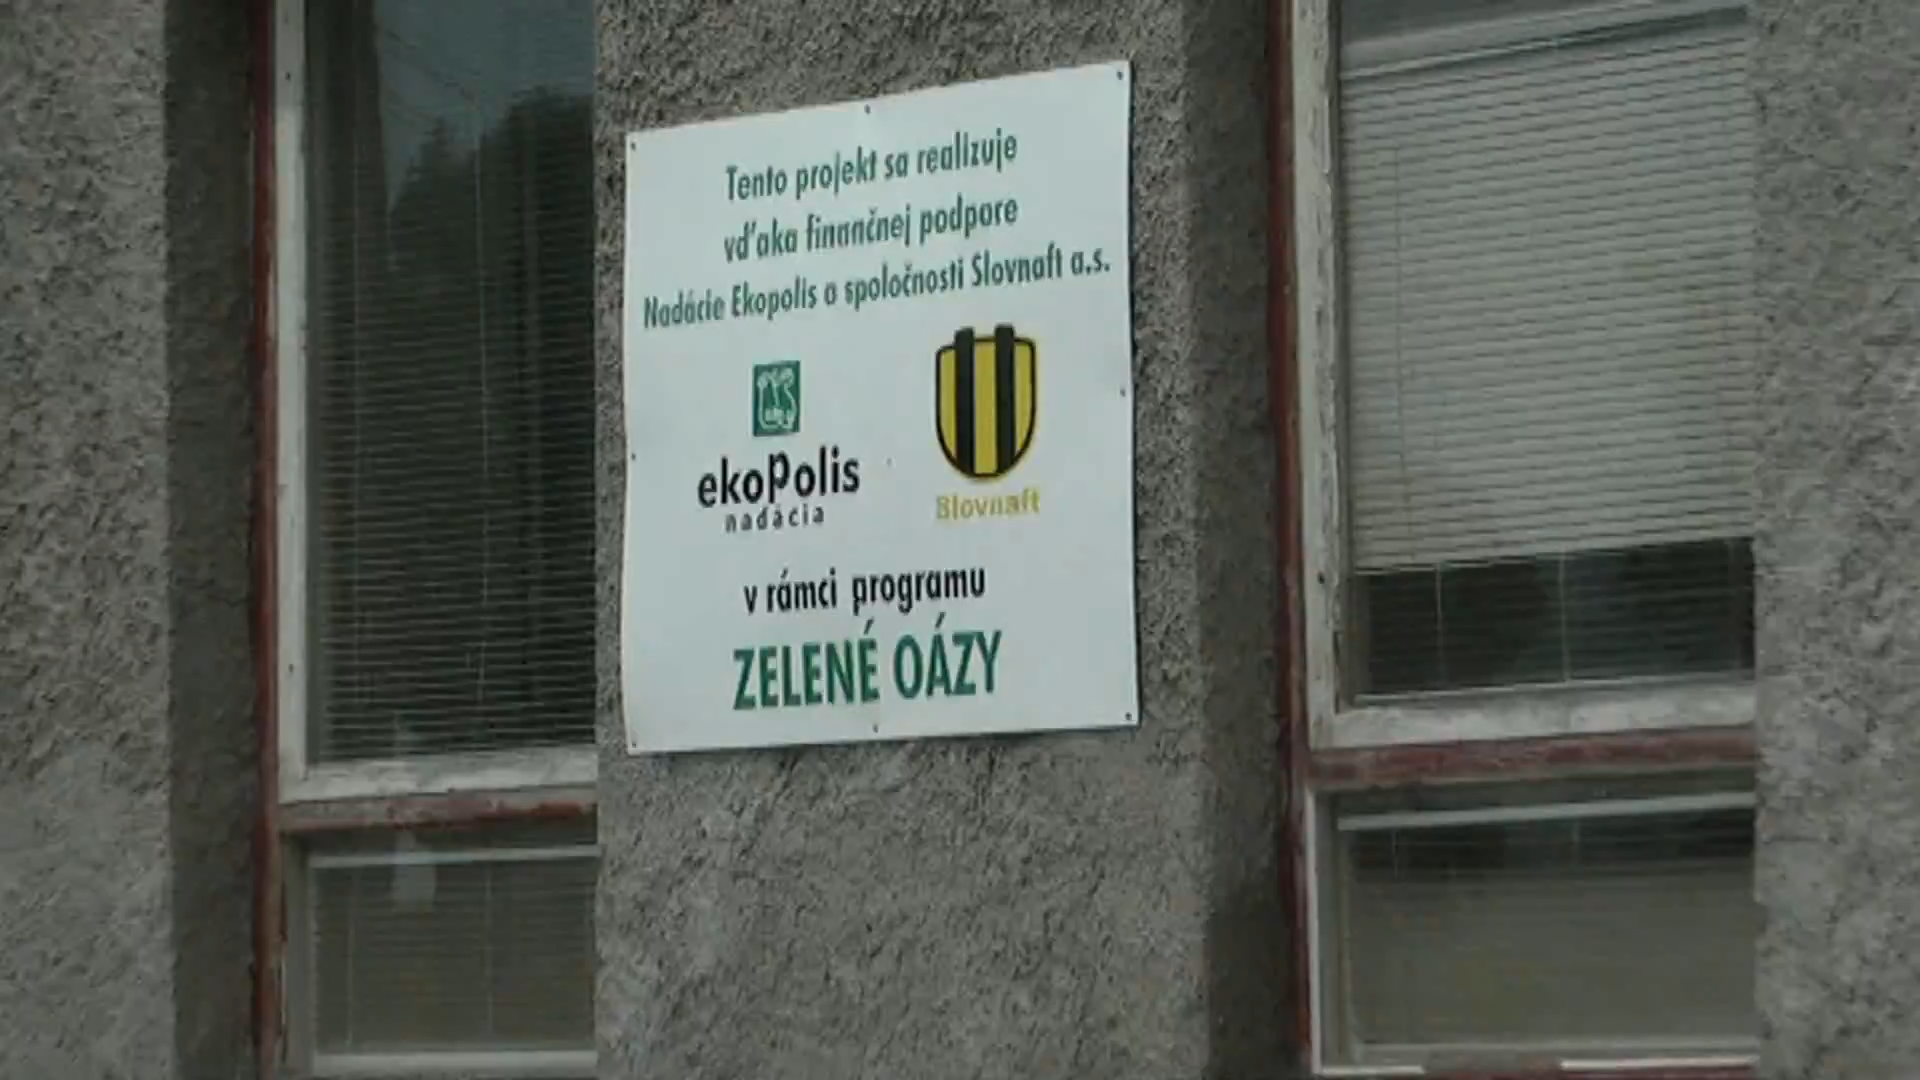 Tento projekt sa realizuje
vďaka finančnej podpore
Nadácie Ekopolis a spoločnosti Slovnaft a.s.
ekoPolis
nadácia
Slovnaft
v rámci programu
ZELENÉ OÁZY